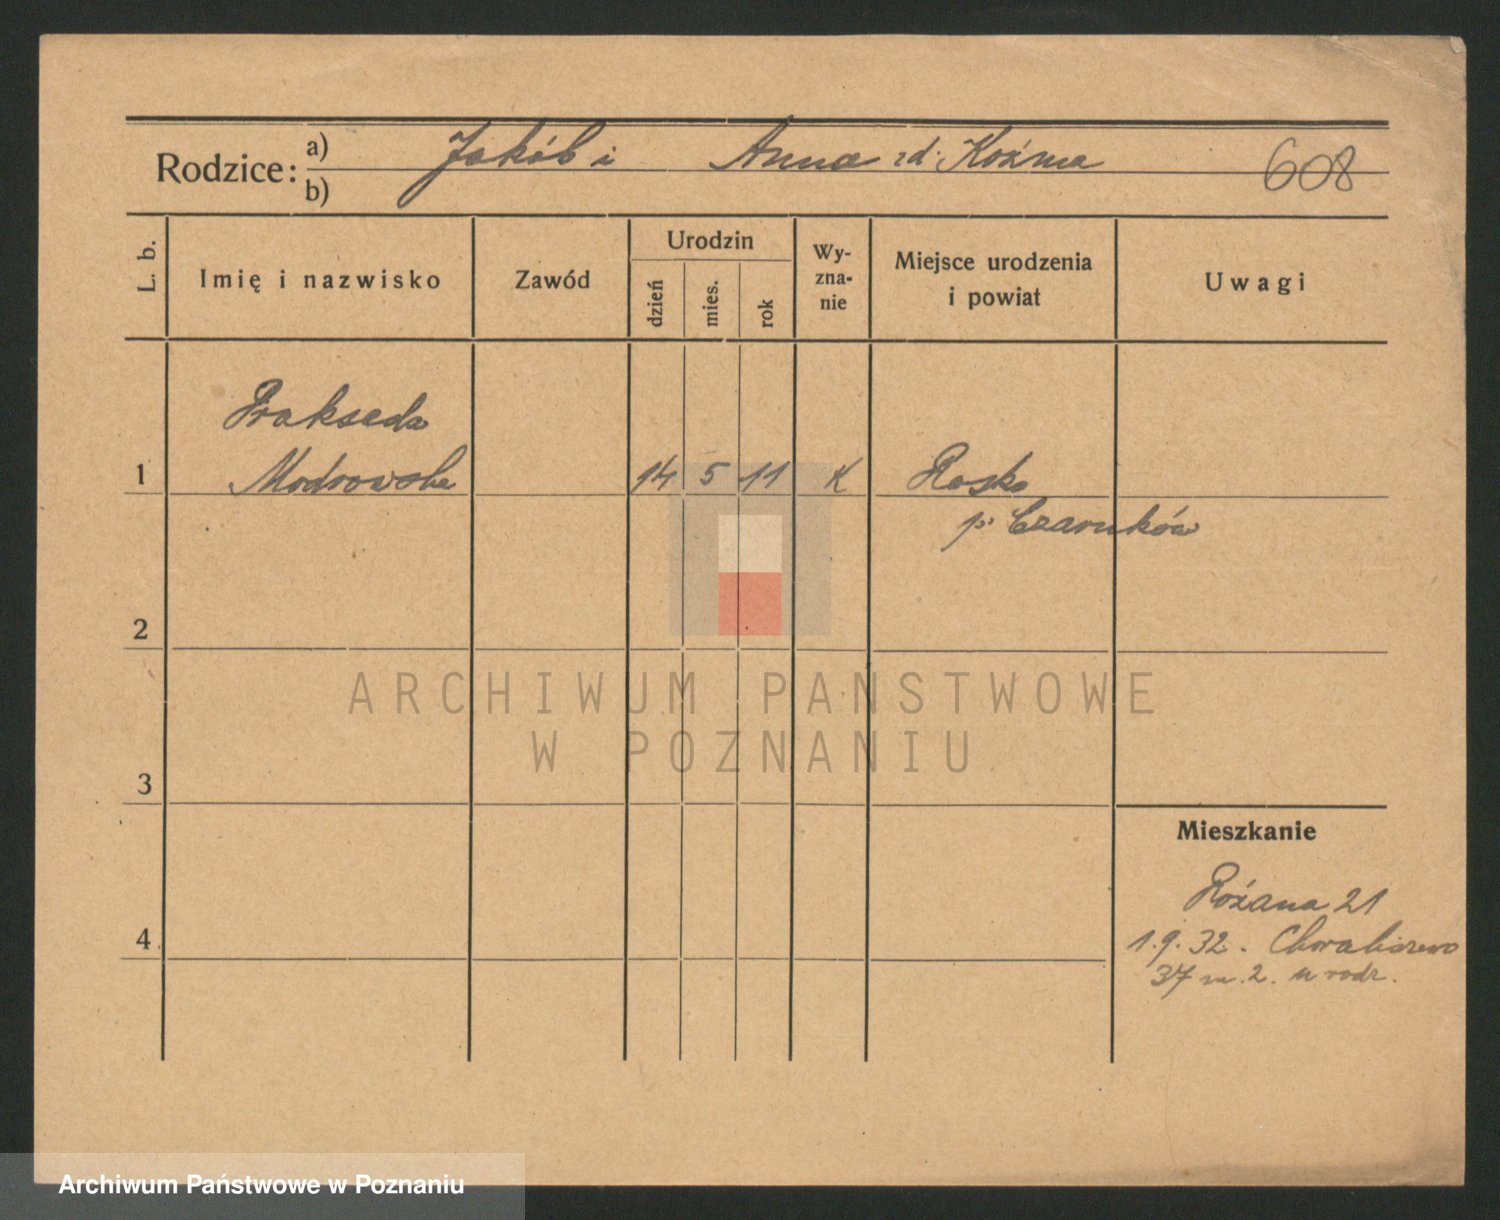 Rodzice: a) Jakób i Anna zd. Koźma
b)
608
L. b.
Imię i nazwisko
Zawód
Urodzin
dzień
mies.
rok
Wy-
zna-
nie
Miejsce urodzenia
i powiat
Uwagi
Prakseda
1 Modrowska 14 5 11 K Rosko
p. Czarnków
2
3
4
Mieszkanie
Różana 21
1.9.32. Chwaliszewo
37 m. 2. u rodz.
ARCHIWUM PAŃSTWOWE
W POZNANIU
Archiwum Państwowe w Poznaniu